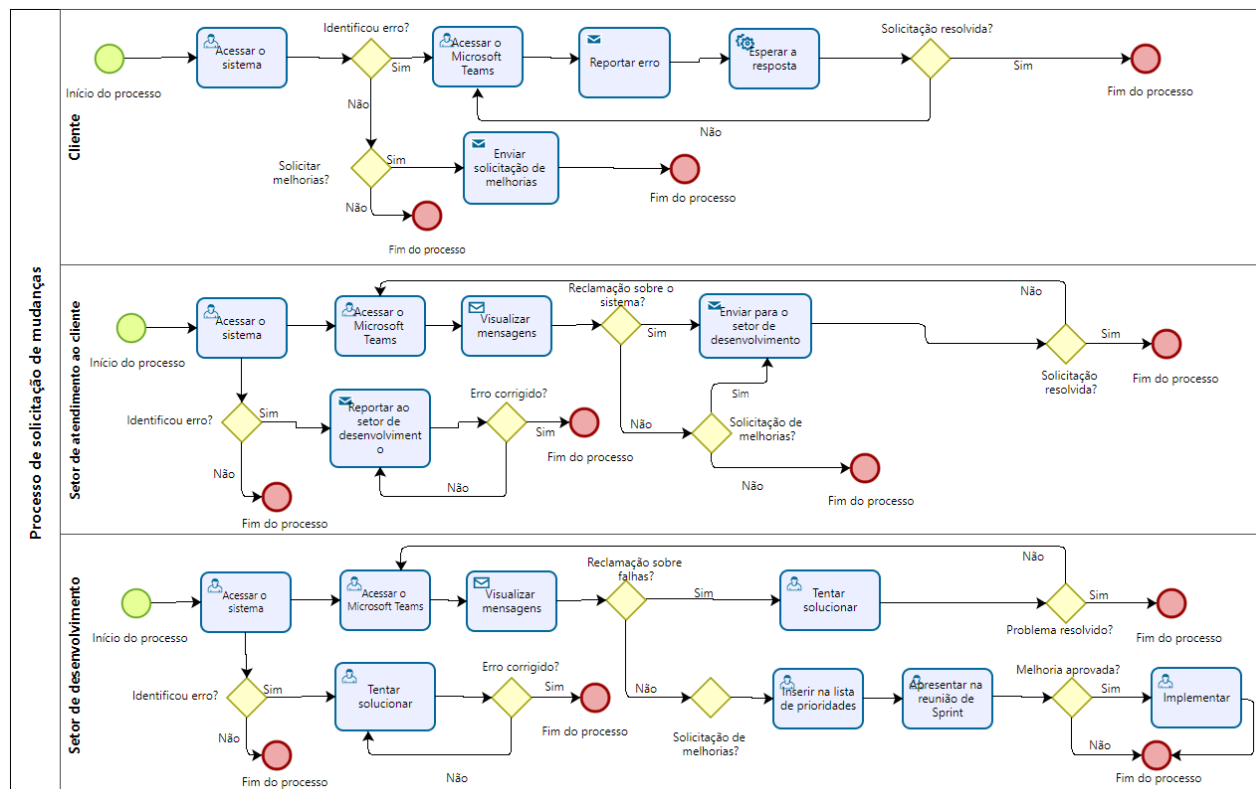 Processo de solicitação de mudanças
Cliente
Início do processo
Acessar o
sistema
Identificou erro?
Sim
Não
Acessar o
Microsoft
Teams
Reportar erro
Esperar a
resposta
Solicitação resolvida?
Sim
Não
Fim do processo
Solicitar
melhorias?
Sim
Não
Enviar
solicitação de
melhorias
Fim do processo
Fim do processo
Setor de atendimento ao cliente
Início do processo
Acessar o
sistema
Acessar o
Microsoft
Teams
Visualizar
mensagens
Reclamação sobre o
sistema?
Sim
Não
Enviar para o
setor de
desenvolvimento
Não
Sim
Solicitação
resolvida?
Fim do processo
Identificou erro?
Sim
Não
Reportar ao
setor de
desenvolviment
o
Erro corrigido?
Sim
Não
Fim do processo
Fim do processo
Sim
Solicitação de
melhorias?
Não
Fim do processo
Setor de desenvolvimento
Início do processo
Acessar o
sistema
Acessar o
Microsoft Teams
Visualizar
mensagens
Reclamação sobre
falhas?
Sim
Não
Tentar
solucionar
Não
Sim
Problema resolvido?
Fim do processo
Identificou erro?
Sim
Não
Tentar
solucionar
Erro corrigido?
Sim
Não
Fim do processo
Fim do processo
Solicitação de
melhorias?
Inserir na lista
de prioridades
Apresentar na
reunião de
Sprint
Melhoria aprovada?
Sim
Não
Implementar
Fim do processo